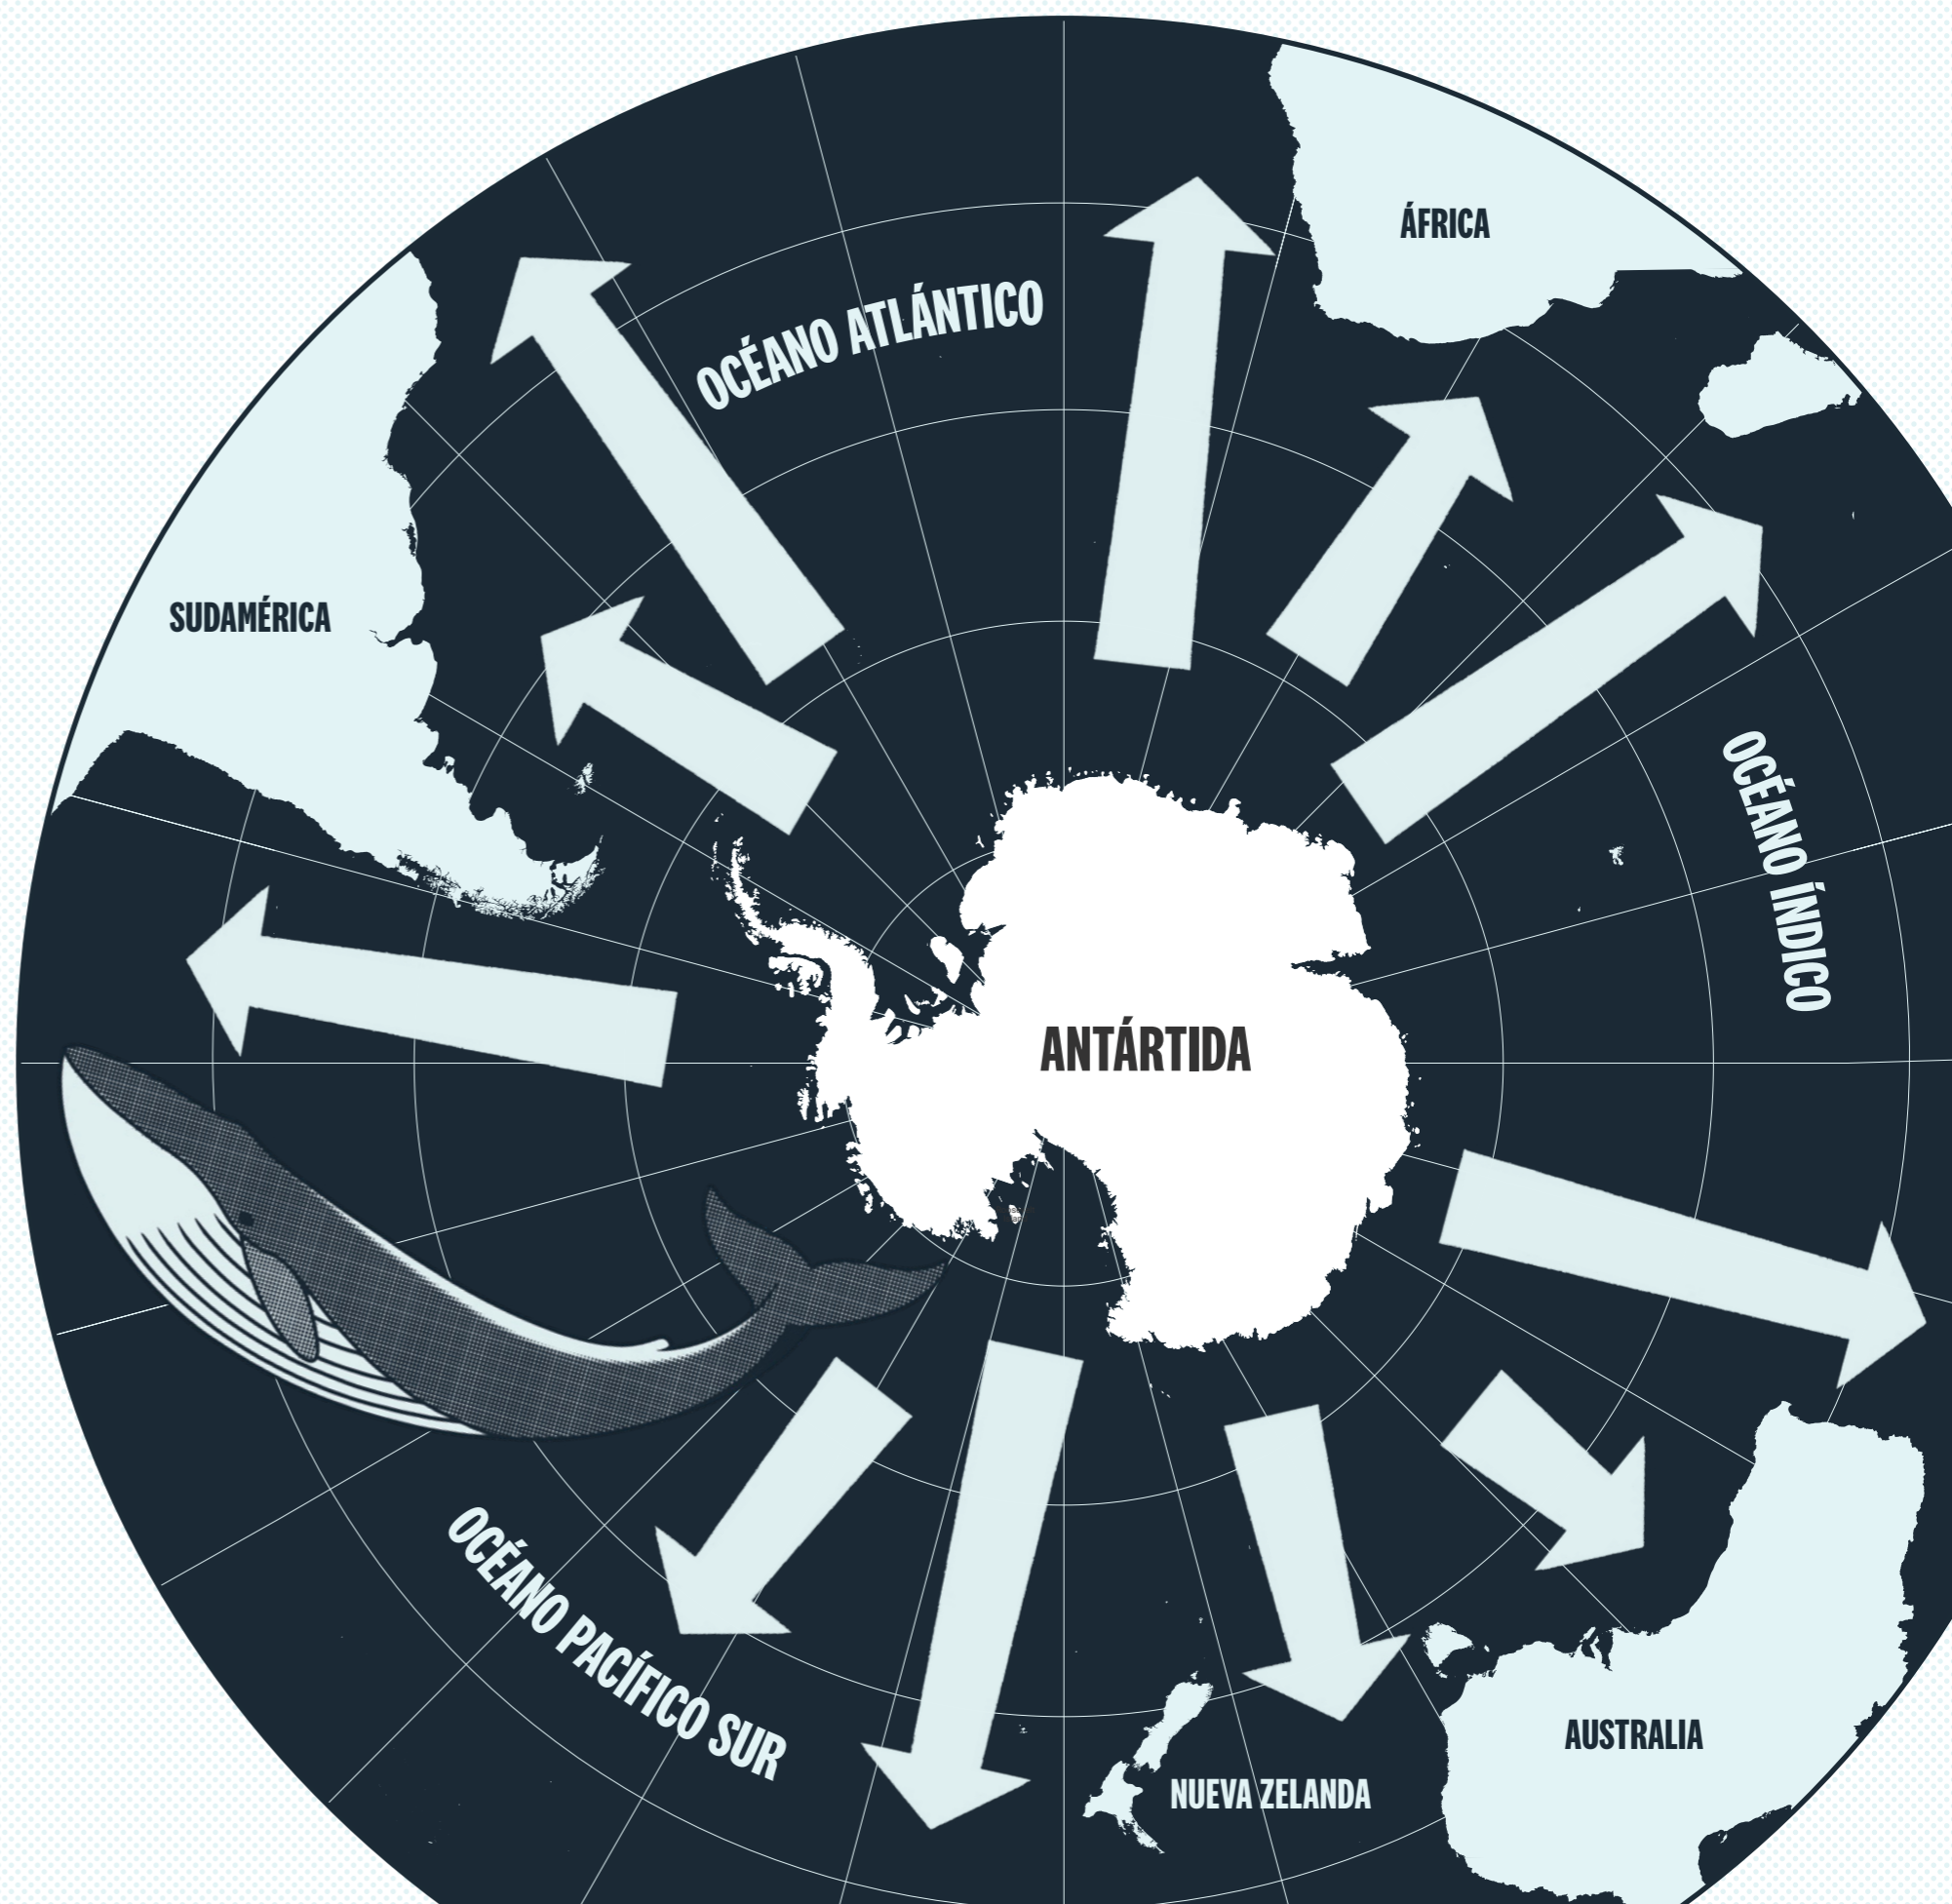 ÁFRICA
OCÉANO ATLÁNTICO
SUDAMÉRICA
OCÉANO ÍNDICO
ANTÁRTIDA
OCÉANO PACÍFICO SUR
AUSTRALIA
NUEVA ZELANDA